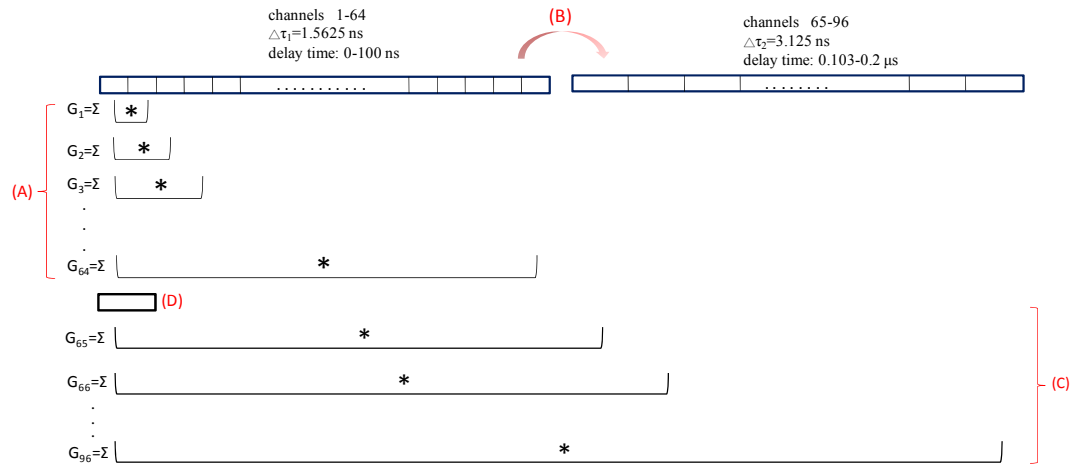 channels 1-64
△τ₁=1.5625 ns
delay time: 0-100 ns
(B)
channels 65-96
△τ₂=3.125 ns
delay time: 0.103-0.2 μs
...........
........
G₁=Σ *
G₂=Σ *
(A)
G₃=Σ *
.
.
.
G₆₄=Σ *
(D)
G₆₅=Σ *
G₆₆=Σ *
(C)
.
.
.
G₉₆=Σ *